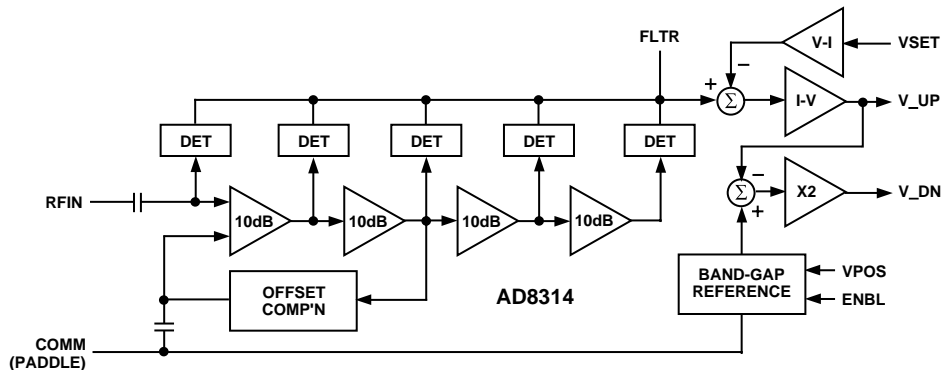 FLTR
V-I
VSET
–
+
Σ
I-V
V_UP
DET
DET
DET
DET
DET
–
Σ
+
X2
V_DN
RFIN
10dB
10dB
10dB
10dB
OFFSET
COMP'N
AD8314
BAND-GAP
REFERENCE
VPOS
ENBL
COMM
(PADDLE)